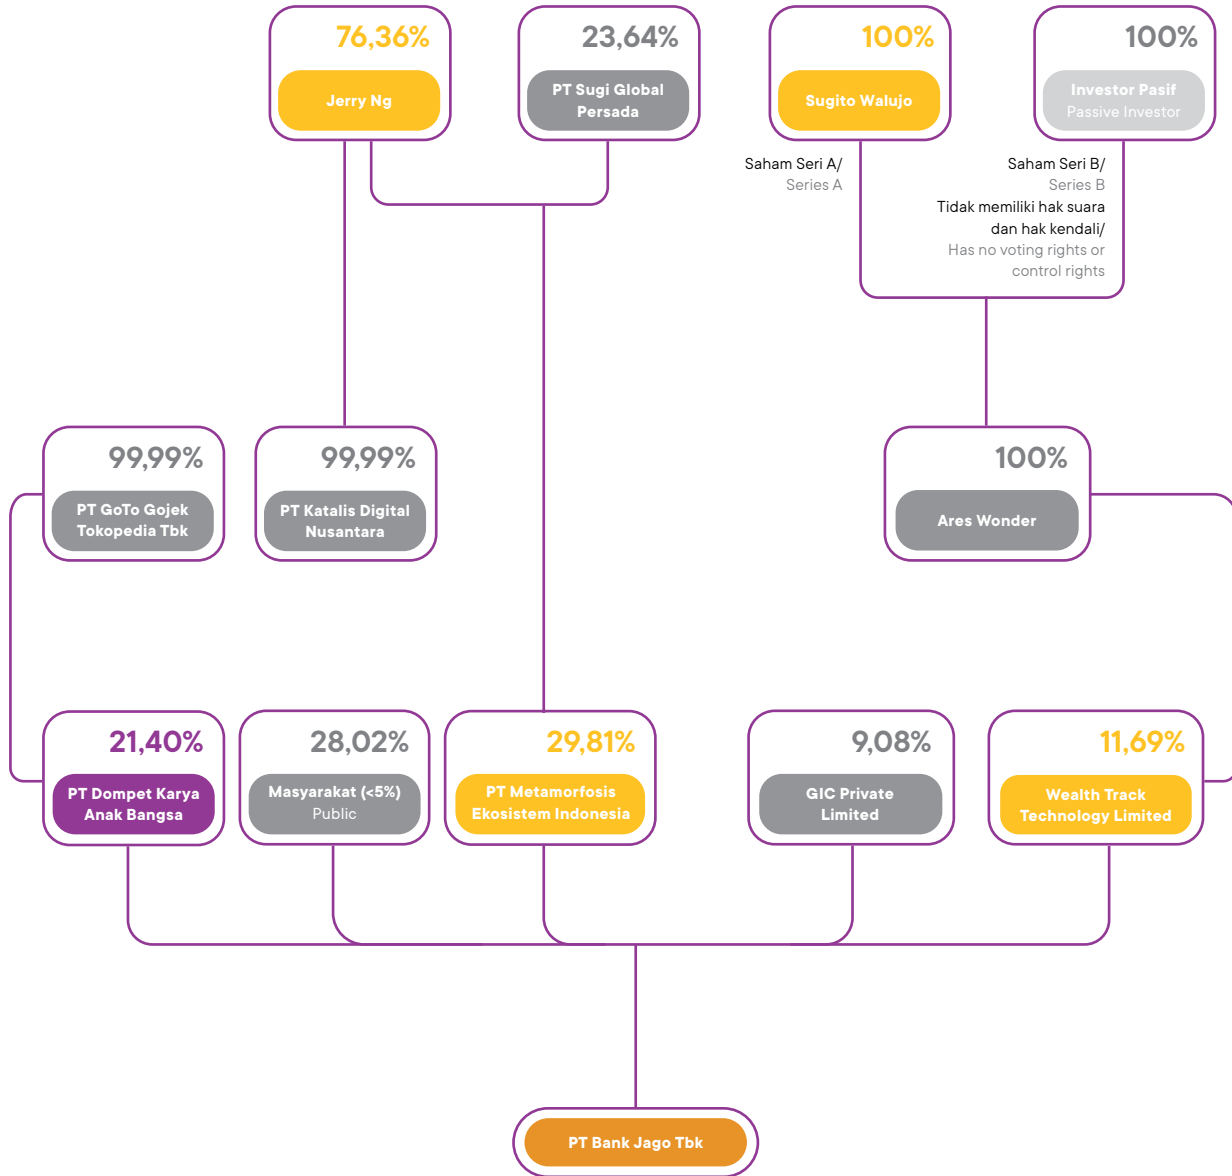 76,36%
Jerry Ng
23,64%
PT Sugi Global
Persada
100%
Sugito Walujo
100%
Investor Pasif
Passive Investor
Saham Seri A/
Series A
Saham Seri B/
Series B
Tidak memiliki hak suara
dan hak kendali/
Has no voting rights or
control rights
99,99%
PT GoTo Gojek
Tokopedia Tbk
99,99%
PT Katalis Digital
Nusantara
100%
Ares Wonder
21,40%
PT Dompet Karya
Anak Bangsa
28,02%
Masyarakat (<5%)
Public
29,81%
PT Metamorfosis
Ekosistem Indonesia
9,08%
GIC Private
Limited
11,69%
Wealth Track
Technology Limited
PT Bank Jago Tbk